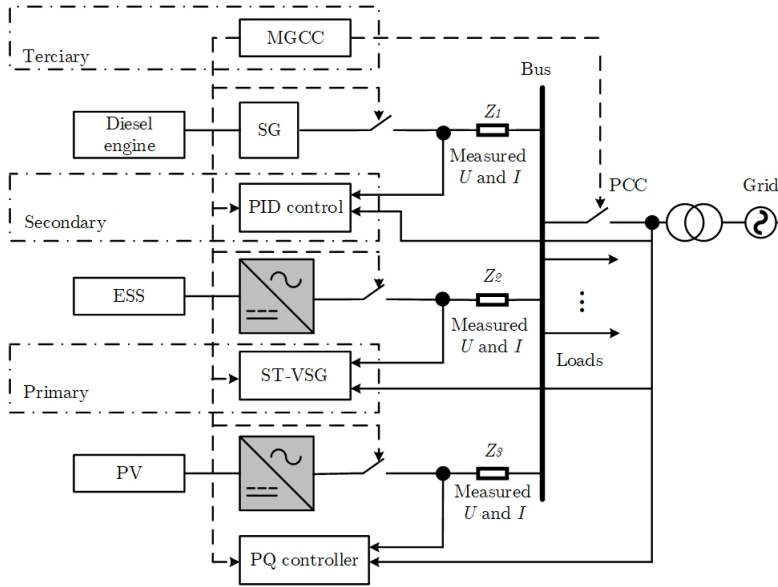 MGCC
Terciary
Bus
Diesel
engine
SG
Z1
Measured
U and I
PCC
Grid
PID control
Secondary
ESS
Z2
Measured
U and I
Loads
ST-VSG
Primary
PV
Z3
Measured
U and I
PQ controller